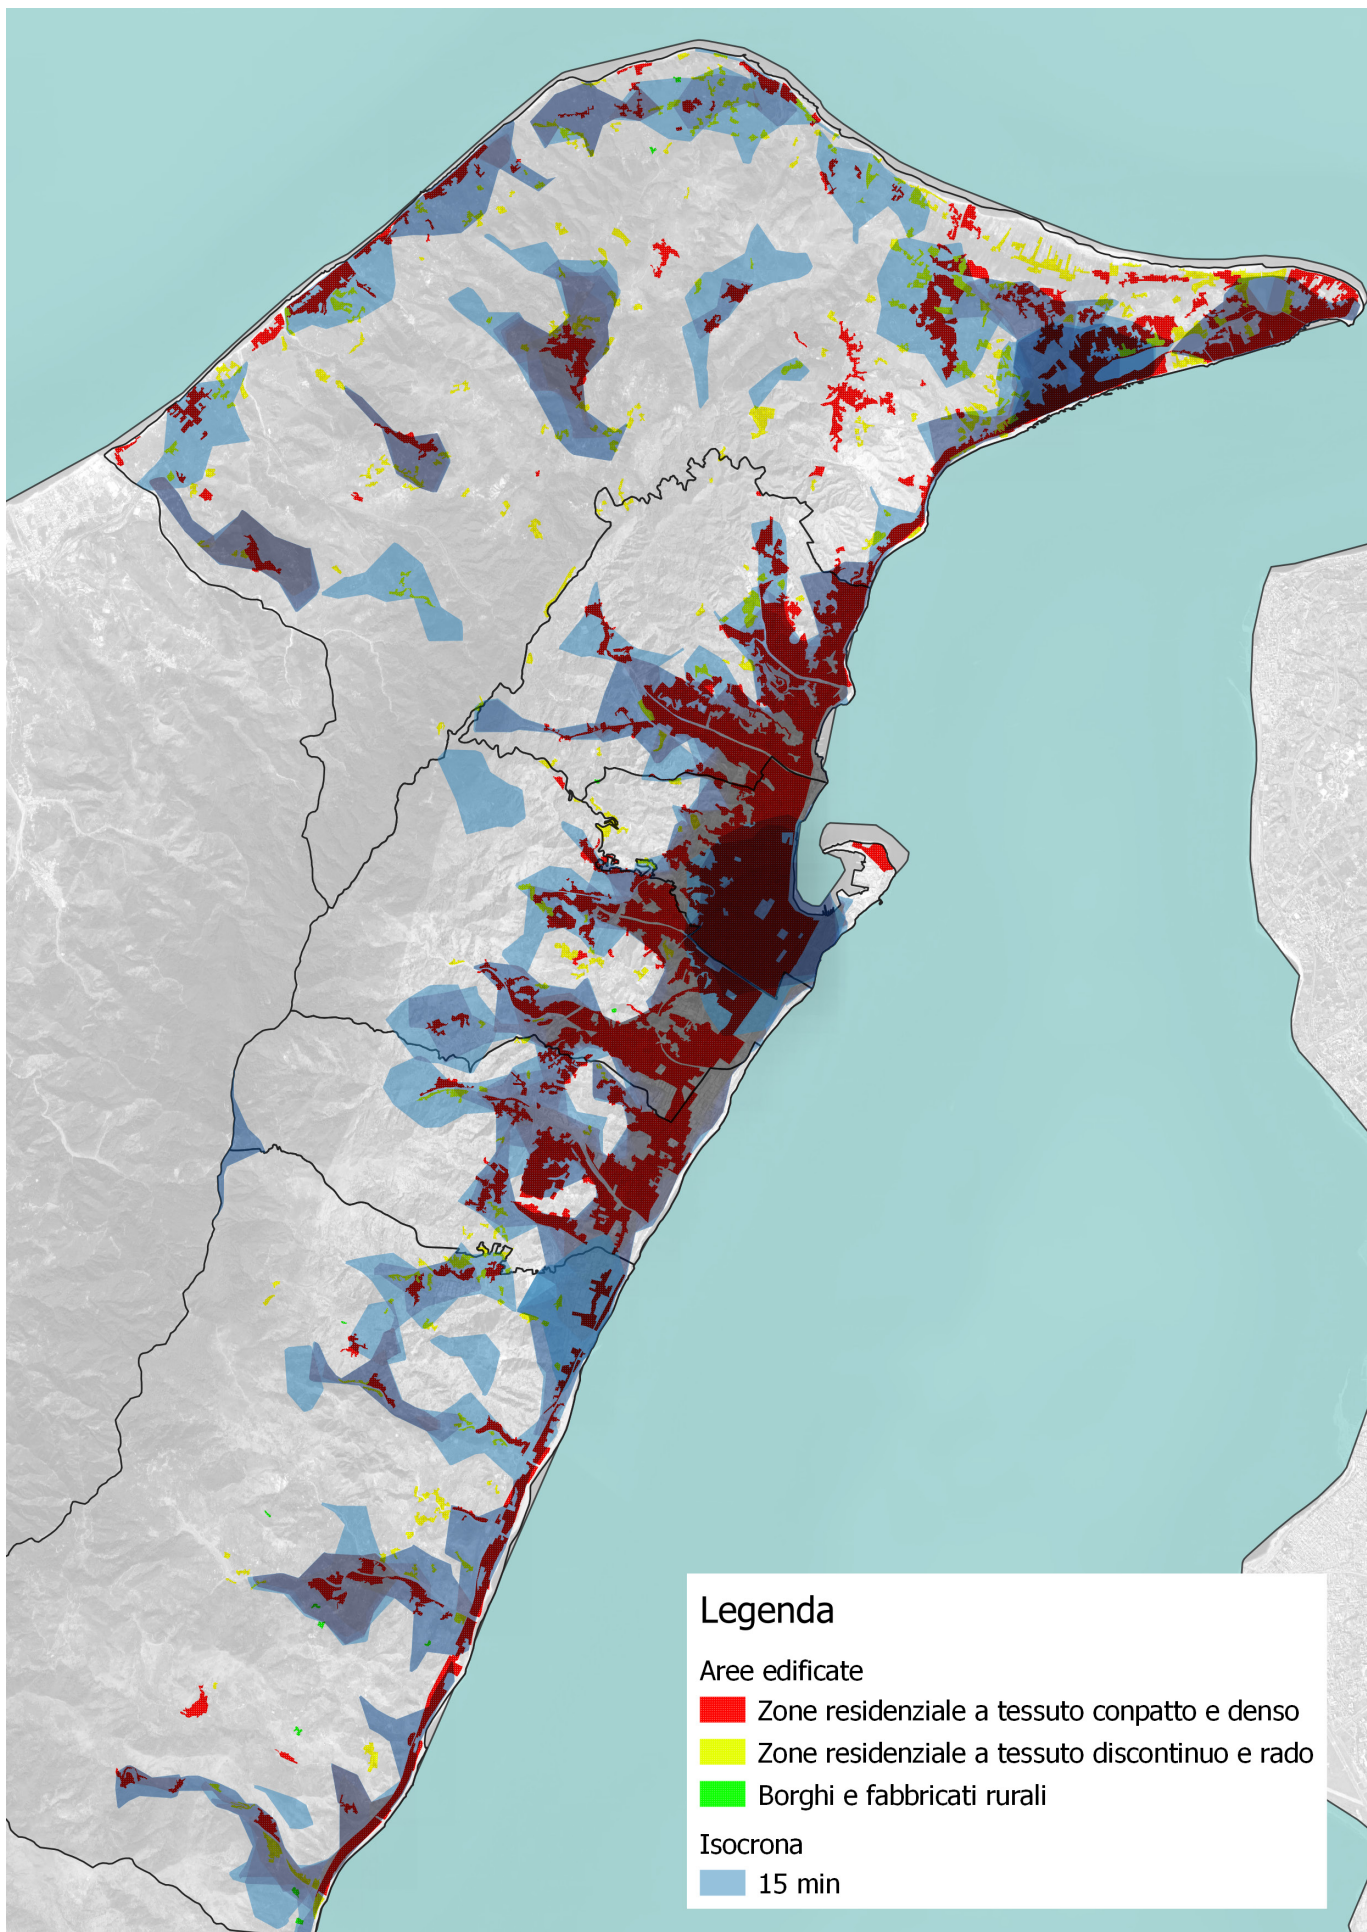 Legenda
Aree edificate
Zone residenziale a tessuto conpatto e denso
Zone residenziale a tessuto discontinuo e rado
Borghi e fabbricati rurali
Isocrona
15 min